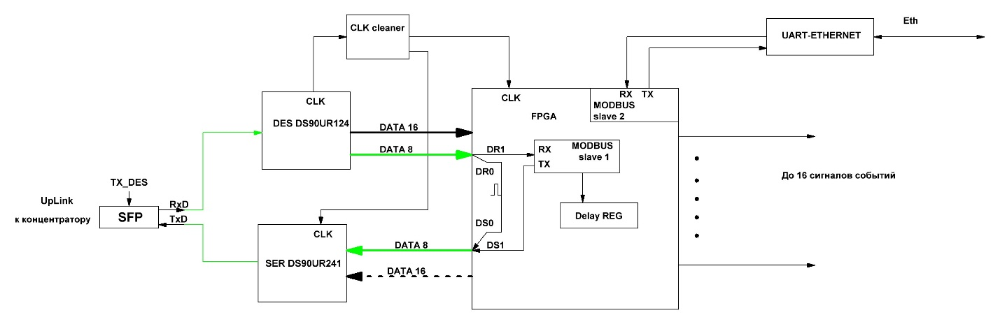 CLK cleaner
Eth
UART-ETHERNET
CLK
DES DS90UR124
DATA 16
DATA 8
CLK
FPGA
RX TX
MODBUS
slave 2
DR1
RX
TX
MODBUS
slave 1
DR0
Delay REG
DS0
DS1
До 16 сигналов событий
TX_DES
UpLink
к концентратору
SFP
RxD
TxD
CLK
SER DS90UR241
DATA 8
DATA 16